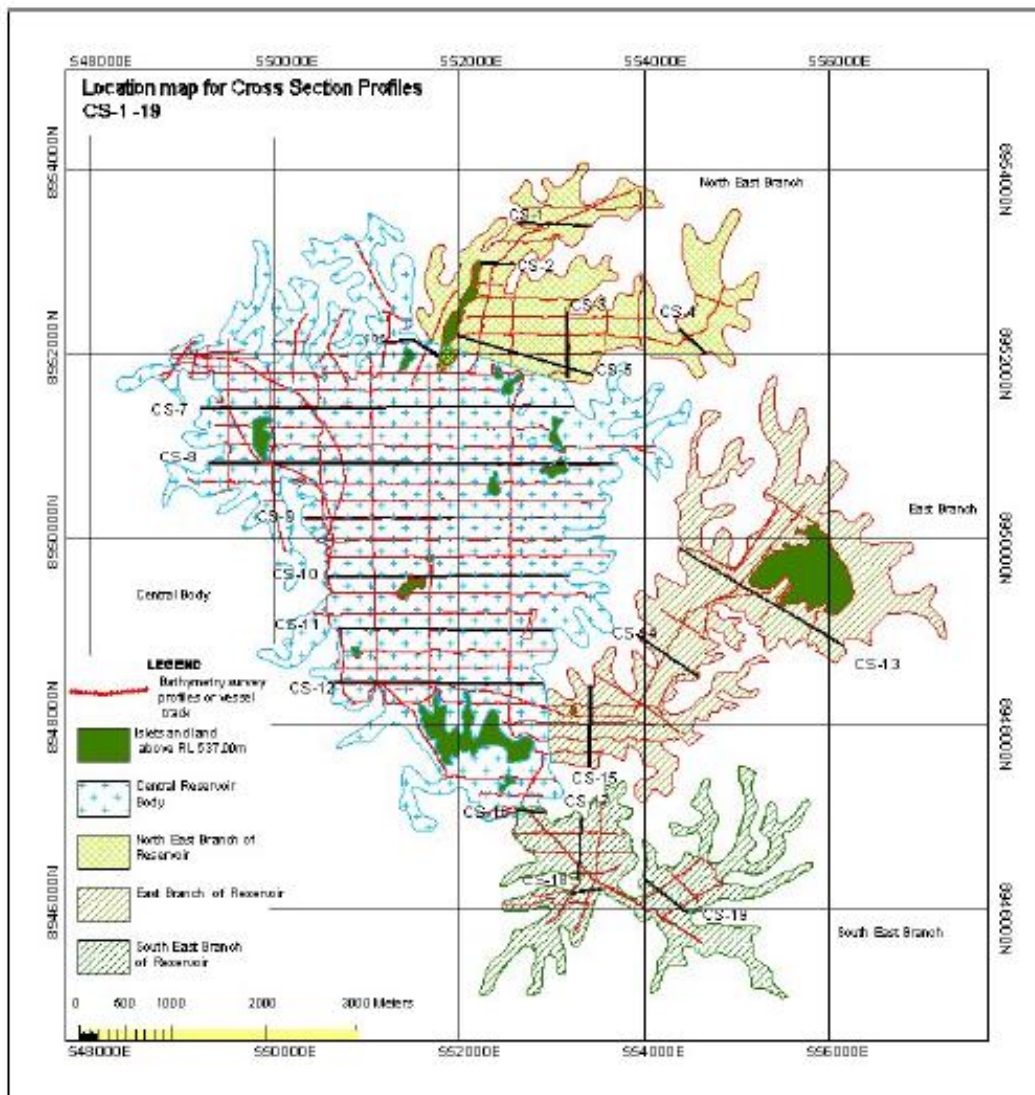 548000E 550000E 552000E 554000E 556000E
Location map for Cross Section Profiles
CS-1 -19
8954000N
8954000N
North East Branch
CS-1
CS-2
CS-3
CS-4
8952000N
8952000N
CS-5
CS-7
CS-8
CS-9
East Branch
8950000N
8950000N
CS-10
Central Body
CS-11
CS-14
CS-13
LEGEND
Bathymetry survey
profiles or vessel
track
CS-12
8948000N
8948000N
Islets and land
above RL 537.00m
CS-15
Central Reservoir
Body
CS-16
CS-17
North East Branch of
Reservoir
CS-18
East Branch of Reservoir
CS-19
8946000N
8946000N
South East Branch
South East Branch
of Reservoir
0 500 1000 2000 3000 Meters
548000E 550000E 552000E 554000E 556000E